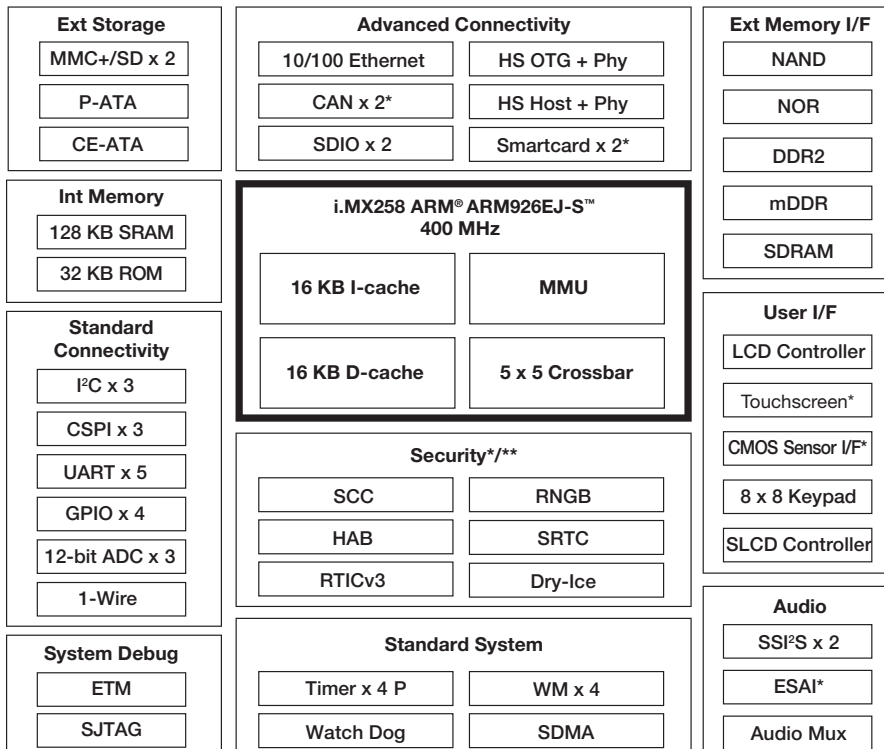 Ext Storage
MMC+/SD x 2
P-ATA
CE-ATA
Advanced Connectivity
10/100 Ethernet
HS OTG + Phy
CAN x 2*
HS Host + Phy
SDIO x 2
Smartcard x 2*
Ext Memory I/F
NAND
NOR
DDR2
mDDR
SDRAM
Int Memory
128 KB SRAM
32 KB ROM
i.MX258 ARM® ARM926EJ-S™
400 MHz
16 KB I-cache
MMU
16 KB D-cache
5 x 5 Crossbar
Standard
Connectivity
I²C x 3
CSPI x 3
UART x 5
GPIO x 4
12-bit ADC x 3
1-Wire
User I/F
LCD Controller
Touchscreen*
CMOS Sensor I/F*
8 x 8 Keypad
SLCD Controller
Security*/**
SCC
RNGB
HAB
SRTC
RTICv3
Dry-Ice
System Debug
ETM
SJTAG
Standard System
Timer x 4 P
WM x 4
Watch Dog
SDMA
Audio
SSI²S x 2
ESAI*
Audio Mux